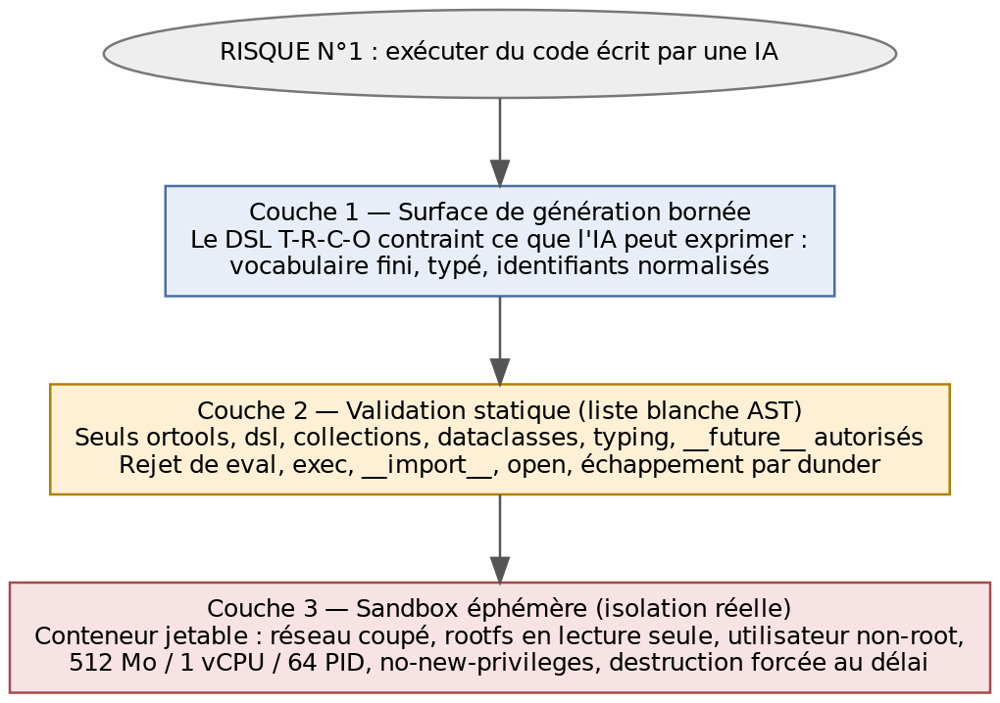 RISQUE N°1 : exécuter du code écrit par une IA
Couche 1 — Surface de génération bornée
Le DSL T-R-C-O contraint ce que l'IA peut exprimer :
vocabulaire fini, typé, identifiants normalisés
Couche 2 — Validation statique (liste blanche AST)
Seuls ortools, dsl, collections, dataclasses, typing, __future__ autorisés
Rejet de eval, exec, __import__, open, échappement par dunder
Couche 3 — Sandbox éphémère (isolation réelle)
Conteneur jetable : réseau coupé, rootfs en lecture seule, utilisateur non-root,
512 Mo / 1 vCPU / 64 PID, no-new-privileges, destruction forcée au délai